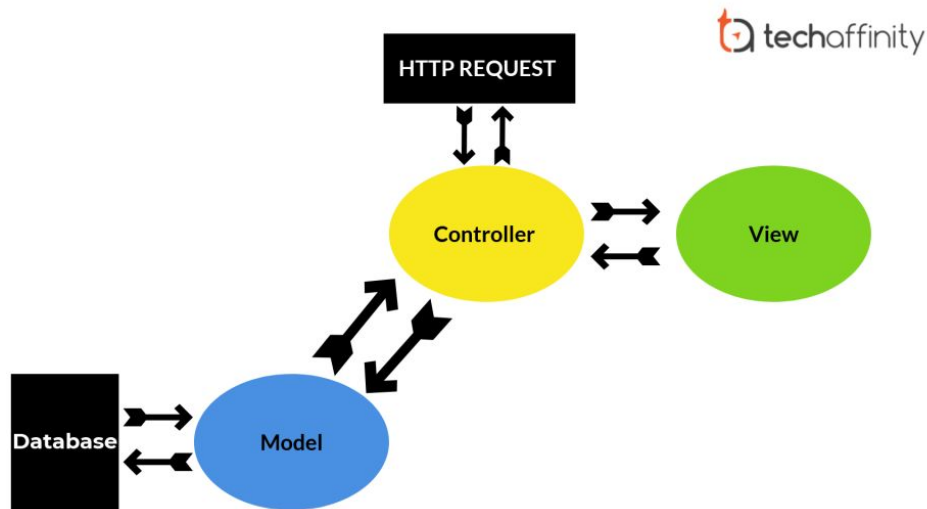 techaffinity
HTTP REQUEST
Controller
View
Database
Model